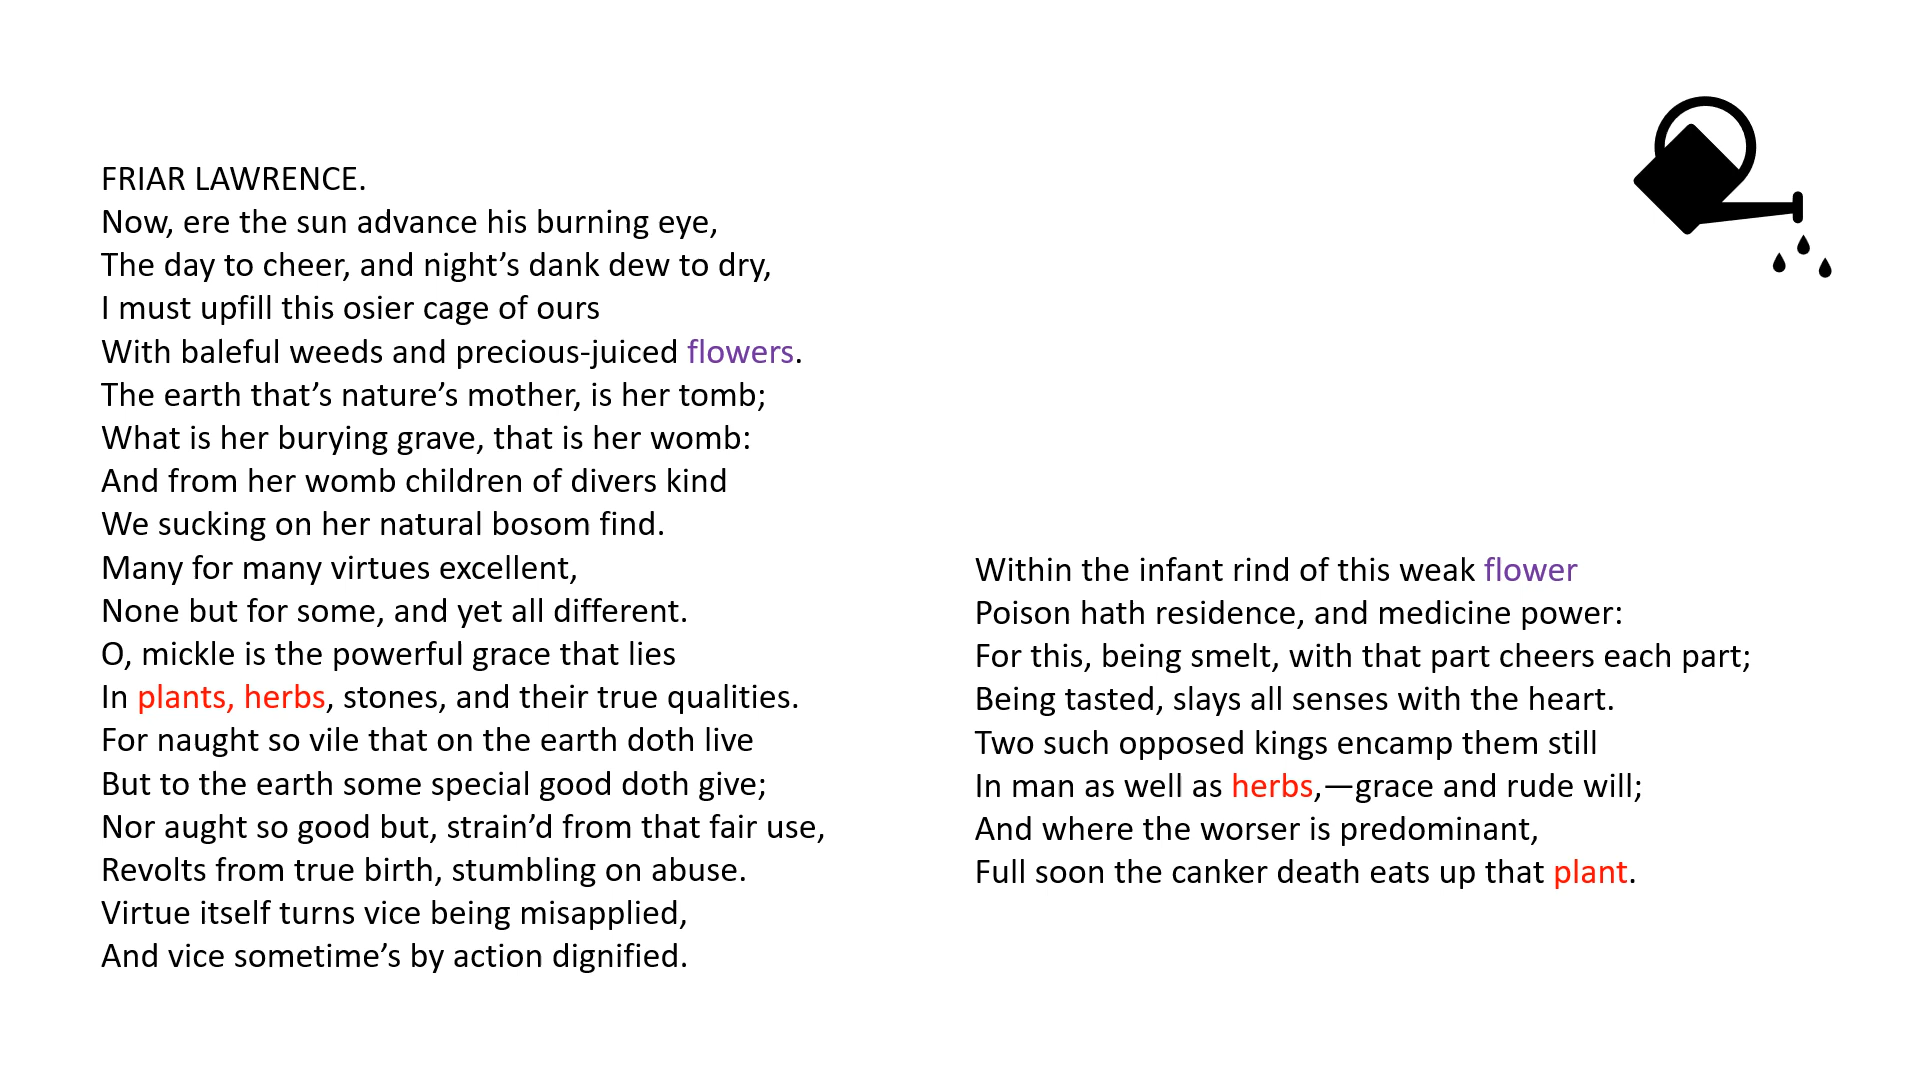 FRIAR LAWRENCE.
Now, ere the sun advance his burning eye,
The day to cheer, and night’s dank dew to dry,
I must upfill this osier cage of ours
With baleful weeds and precious-juiced flowers.
The earth that’s nature’s mother, is her tomb;
What is her burying grave, that is her womb:
And from her womb children of divers kind
We sucking on her natural bosom find.
Many for many virtues excellent,
None but for some, and yet all different.
O, mickle is the powerful grace that lies
In plants, herbs, stones, and their true qualities.
For naught so vile that on the earth doth live
But to the earth some special good doth give;
Nor aught so good but, strain’d from that fair use,
Revolts from true birth, stumbling on abuse.
Virtue itself turns vice being misapplied,
And vice sometime’s by action dignified.
Within the infant rind of this weak flower
Poison hath residence, and medicine power:
For this, being smelt, with that part cheers each part;
Being tasted, slays all senses with the heart.
Two such opposed kings encamp them still
In man as well as herbs,—grace and rude will;
And where the worser is predominant,
Full soon the canker death eats up that plant.